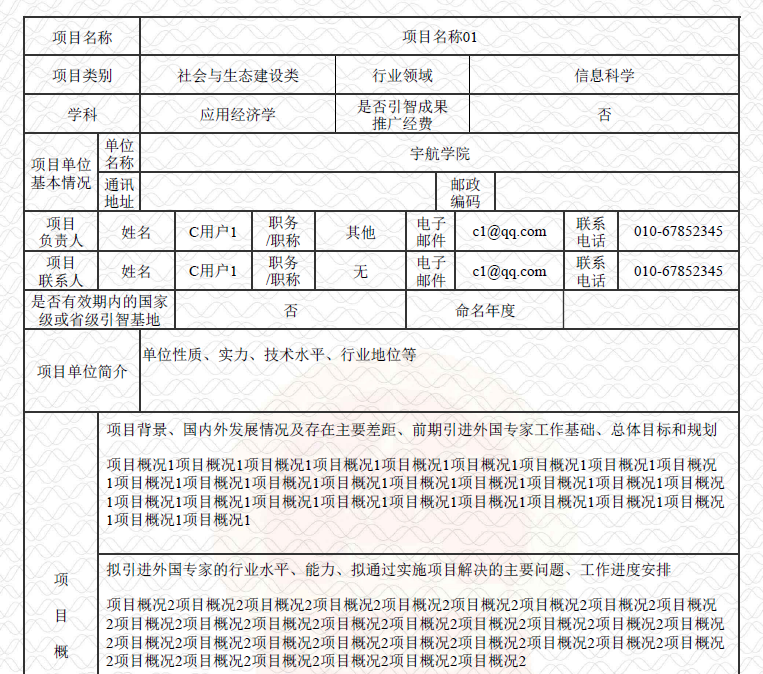 项目名称 项目名称01
项目类别 社会与生态建设类 行业领域 信息科学
学科 应用经济学 是否引智成果
推广经费 否
项目单位
基本情况
单位
名称 宇航学院
通讯
地址 邮政
编码
项目
负责人 姓名 C用户1 职务
/职称 其他 电子
邮件 c1@qq.com 联系
电话 010-67852345
项目
联系人 姓名 C用户1 职务
/职称 无 电子
邮件 c1@qq.com 联系
电话 010-67852345
是否有效期内的国家
级或省级引智基地 否 命名年度
项目单位简介 单位性质、实力、技术水平、行业地位等
项目背景、国内外发展情况及存在主要差距、前期引进外国专家工作基础、总体目标和规划
项目概况1项目概况1项目概况1项目概况1项目概况1项目概况1项目概况1项目概况1项目概况
1项目概况1项目概况1项目概况1项目概况1项目概况1项目概况1项目概况1项目概况1项目概况
1项目概况1项目概况1项目概况1项目概况1项目概况1项目概况1项目概况1项目概况1项目概况
1项目概况1项目概况1
拟引进外国专家的行业水平、能力、拟通过实施项目解决的主要问题、工作进度安排
项目概况2项目概况2项目概况2项目概况2项目概况2项目概况2项目概况2项目概况2项目概况
2项目概况2项目概况2项目概况2项目概况2项目概况2项目概况2项目概况2项目概况2项目概况
2项目概况2项目概况2项目概况2项目概况2项目概况2项目概况2项目概况2项目概况2项目概况
2项目概况2项目概况2项目概况2项目概况2项目概况2项目概况2
项
目
概